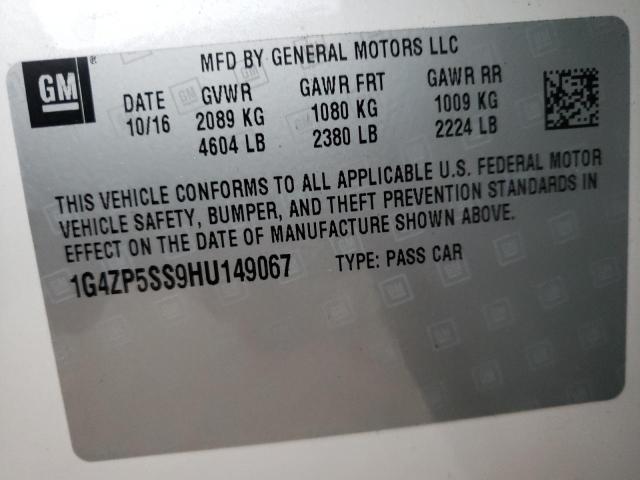 GM
MFD BY GENERAL MOTORS LLC
DATE GVWR GAWR FRT GAWR RR
10/16 2089 KG 1080 KG 1009 KG
4604 LB 2380 LB 2224 LB
THIS VEHICLE CONFORMS TO ALL APPLICABLE U.S. FEDERAL MOTOR
VEHICLE SAFETY, BUMPER, AND THEFT PREVENTION STANDARDS IN
EFFECT ON THE DATE OF MANUFACTURE SHOWN ABOVE.
1G4ZP5SS9HU149067 TYPE: PASS CAR